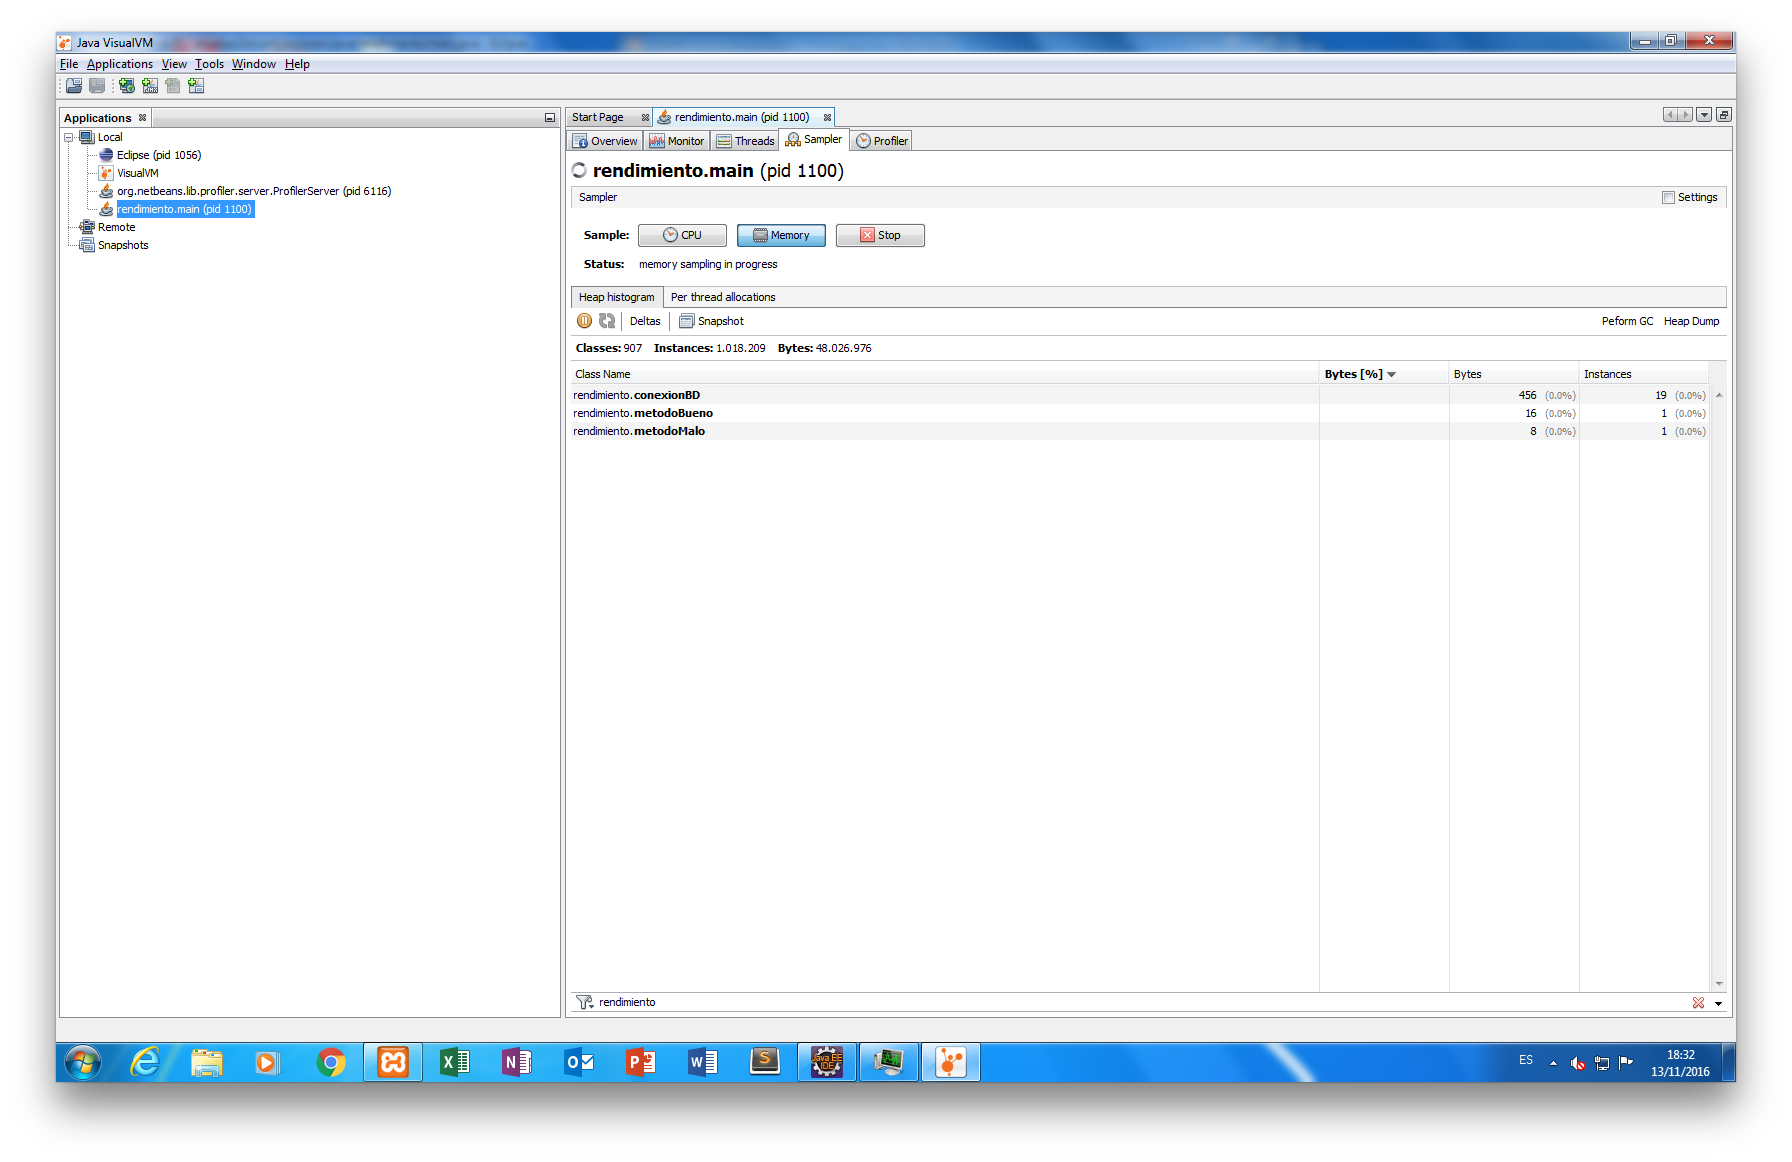 Java VisualVM
File Applications View Tools Window Help
Applications
Local
Eclipse (pid 1056)
VisualVM
org.netbeans.lib.profiler.server.ProfilerServer (pid 6116)
rendimiento.main (pid 1100)
Remote
Snapshots
Start Page rendimiento.main (pid 1100)
Overview Monitor Threads Sampler Profiler
rendimiento.main (pid 1100)
Sampler Settings
Sample: CPU Memory Stop
Status: memory sampling in progress
Heap histogram Per thread allocations
Deltas Snapshot Peform GC Heap Dump
Classes: 907 Instances: 1.018.209 Bytes: 48.026.976
Class Name Bytes [%] Bytes Instances
rendimiento.conexionBD 456 (0.0%) 19 (0.0%)
rendimiento.metodoBueno 16 (0.0%) 1 (0.0%)
rendimiento.metodoMalo 8 (0.0%) 1 (0.0%)
rendimiento
Java EE
IDE
ES
18:32
13/11/2016